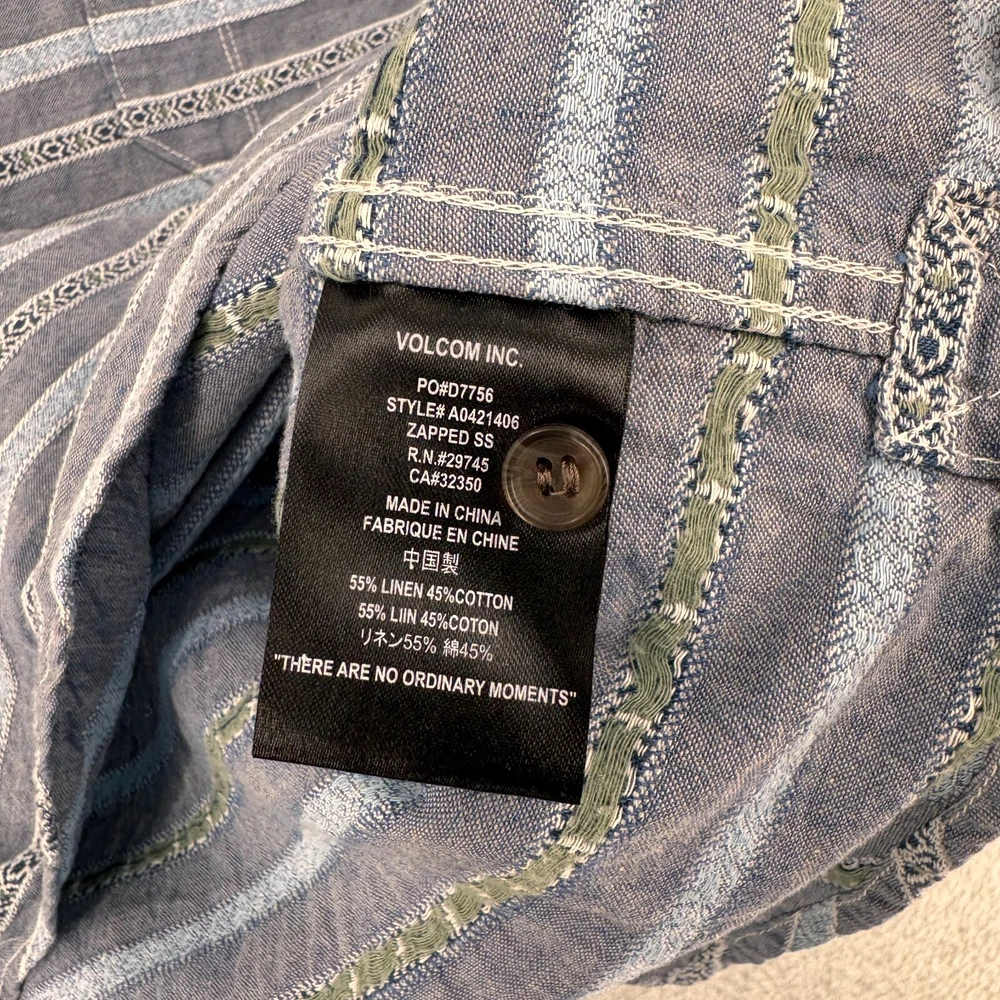 VOLCOM INC.
PO#D7756
STYLE# A0421406
ZAPPED SS
R.N.#29745
CA#32350
MADE IN CHINA
FABRIQUE EN CHINE
中国製
55% LINEN 45%COTTON
55% LIIN 45%COTON
リネン55% 綿45%
"THERE ARE NO ORDINARY MOMENTS"